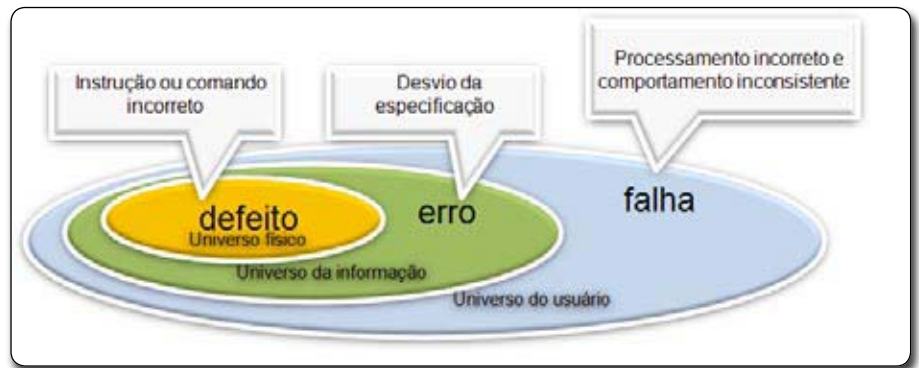 Instrução ou comando
incorreto
Desvio da
especificação
Processamento incorreto e
comportamento inconsistente
defeito
Universo físico
erro
Universo da informação
falha
Universo do usuário